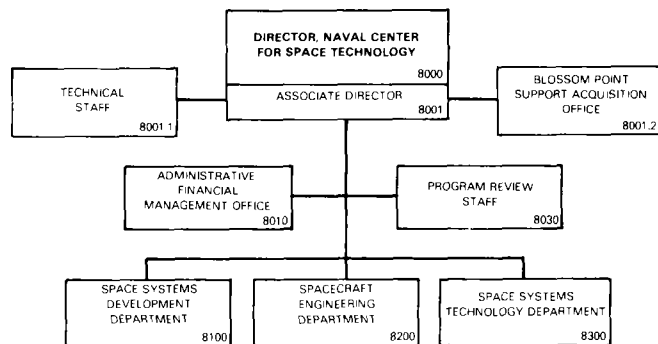 DIRECTOR, NAVAL CENTER
FOR SPACE TECHNOLOGY
8000
ASSOCIATE DIRECTOR
8001
TECHNICAL
STAFF
8001.1
BLOSSOM POINT
SUPPORT ACQUISITION
OFFICE
8001.2
ADMINISTRATIVE
FINANCIAL
MANAGEMENT OFFICE
8010
PROGRAM REVIEW
STAFF
8030
SPACE SYSTEMS
DEVELOPMENT
DEPARTMENT
8100
SPACECRAFT
ENGINEERING
DEPARTMENT
8200
SPACE SYSTEMS
TECHNOLOGY DEPARTMENT
8300